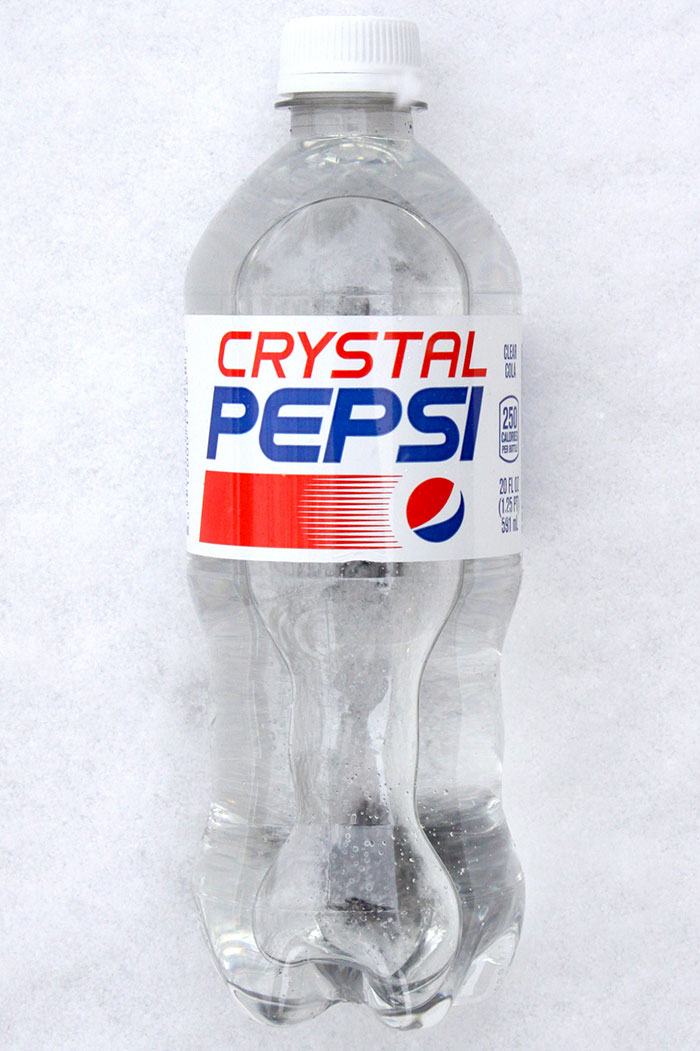 CRYSTAL
PEPSI
CLEAR
COLA
250
CALORIES
PER BOTTLE
20 FL OZ
(1.25 PT)
591 mL